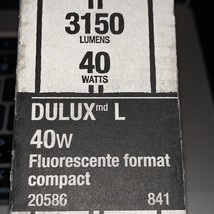 3150
LUMENS
40
WATTS
DULUX md L
40W
Fluorescente format
compact
20586 841